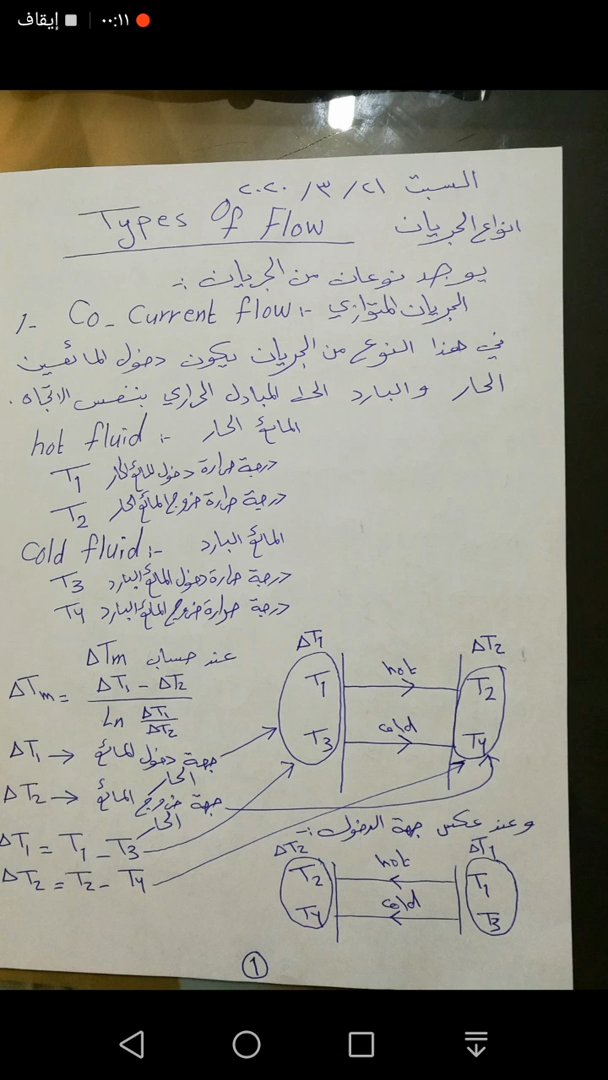 ٠٠:١١ إيقاف
السبت ٢١ / ٣ / ٢٠٢٠
انواع الجريان Types Of Flow
يوجد نوعان من الجريان :-
1- Co-current flow :- الجريان المتوازي
في هذا النوع من الجريان يكون دخول المائعين
الحار والبارد الى المبادل الحراري بنفس الاتجاه .
hot fluid :- المائع الحار
T1 درجة حرارة دخول المائع الحار
T2 درجة حرارة خروج المائع الحار
Cold fluid :- المائع البارد
T3 درجة حرارة دخول المائع البارد
T4 درجة حرارة خروج المائع البارد
عند حساب ΔTm
ΔTm = ΔT1 - ΔT2
Ln ΔT1
ΔT2
ΔT1 → جهة دخول المائع
الحار
ΔT2 → جهة خروج المائع
الحار
ΔT1 = T1 - T3
ΔT2 = T2 - T4
ΔT1 ΔT2
T1 hot T2
T3 cold T4
وعند عكس جهة الدخول :-
ΔT2 ΔT1
T2 hot T1
T4 cold T3
1